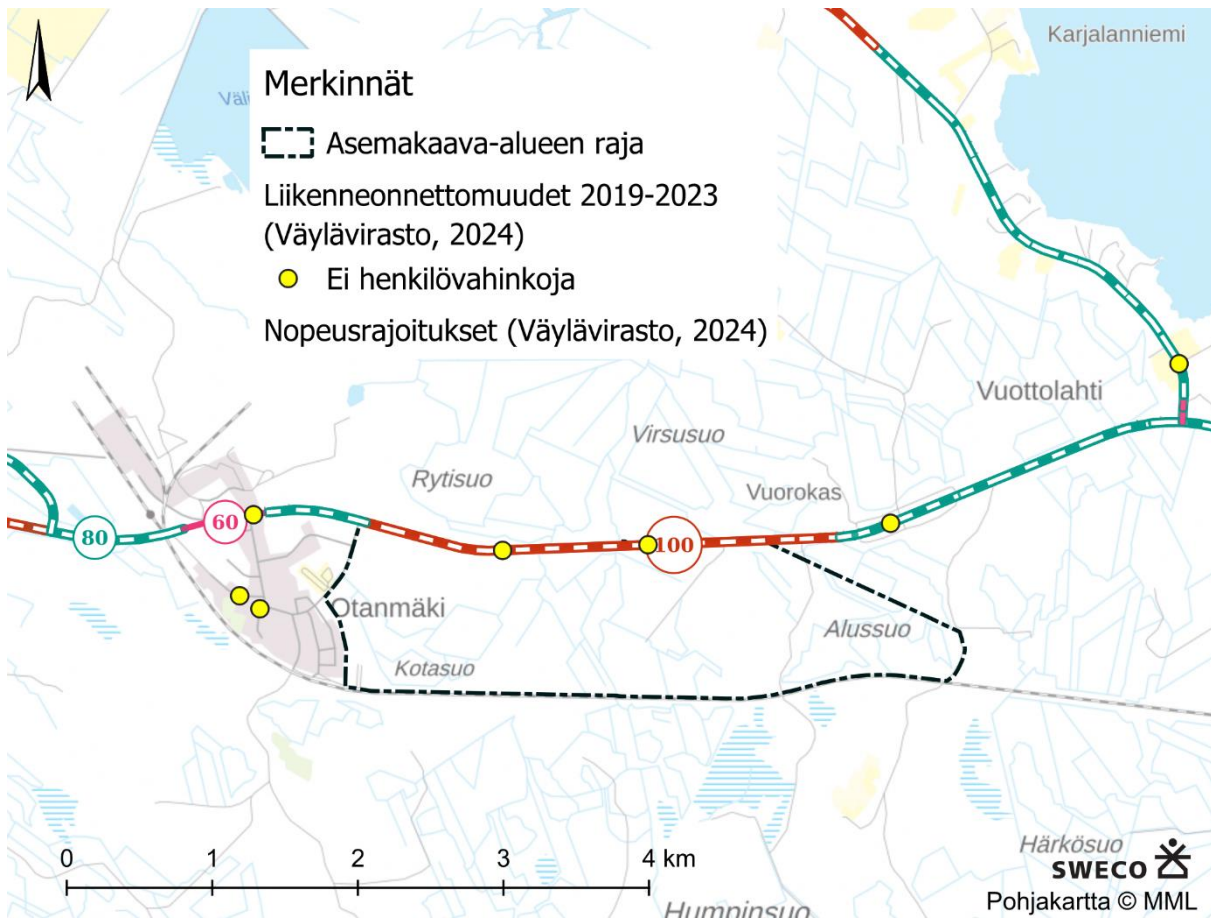 Karjalanniemi
Merkinnät
Asemakaava-alueen raja
Liikenneonnettomuudet 2019-2023
(Väylävirasto, 2024)
Ei henkilövahinkoja
Nopeusrajoitukset (Väylävirasto, 2024)
Vuottolahti
Virsusuo
Rytisuo
Vuorokas
80
60
100
Otanmäki
Alussuo
Kotasuo
0 1 2 3 4 km
Härkösuo
SWECO
Pohjakartta © MML
Humpinsuo